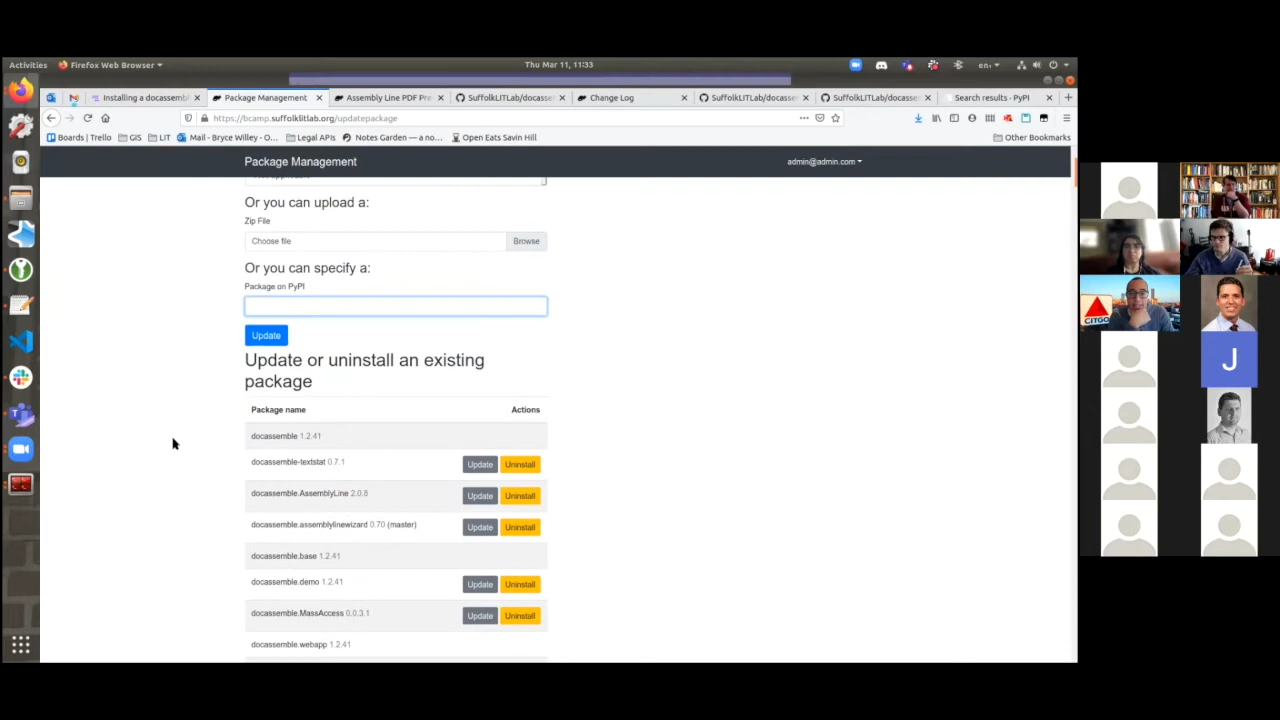 Activities Firefox Web Browser Thu Mar 11, 11:33 en
Installing a docassembl Package Management Assembly Line PDF Pre SuffolkLITLab/docasse Change Log SuffolkLITLab/docasse SuffolkLITLab/docasse Search results · PyPI
https://bcamp.suffolklitlab.org/updatepackage
Boards | Trello GIS LIT Mail - Bryce Willey - O... Legal APIs Notes Garden — a no... Open Eats Savin Hill Other Bookmarks
Package Management admin@admin.com
Or you can upload a:
Zip File
Choose file Browse
Or you can specify a:
Package on PyPI
Update
Update or uninstall an existing
package
Package name Actions
docassemble 1.2.41
docassemble-textstat 0.7.1 Update Uninstall
docassemble.AssemblyLine 2.0.8 Update Uninstall
docassemble.assemblylinewizard 0.70 (master) Update Uninstall
docassemble.base 1.2.41
docassemble.demo 1.2.41 Update Uninstall
docassemble.MassAccess 0.0.3.1 Update Uninstall
docassemble.webapp 1.2.41
CITGO
J